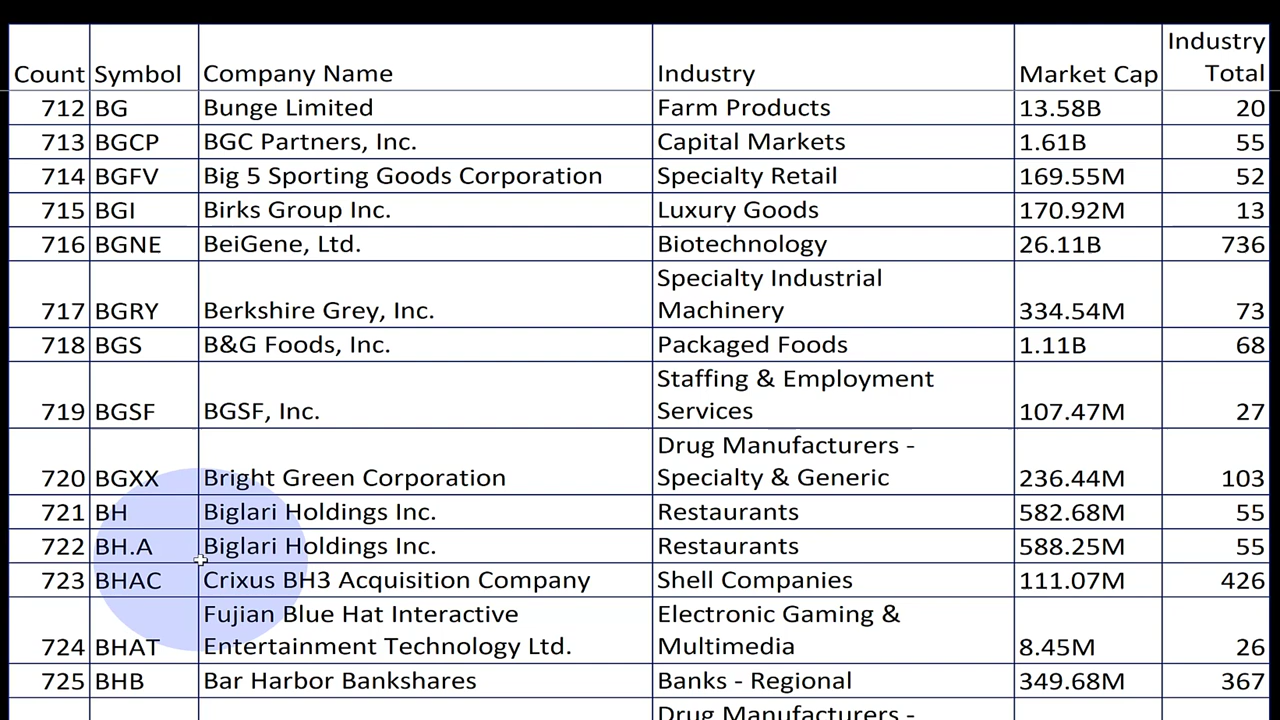 Count Symbol Company Name Industry Market Cap Industry Total
712 BG Bunge Limited Farm Products 13.58B 20
713 BGCP BGC Partners, Inc. Capital Markets 1.61B 55
714 BGFV Big 5 Sporting Goods Corporation Specialty Retail 169.55M 52
715 BGI Birks Group Inc. Luxury Goods 170.92M 13
716 BGNE BeiGene, Ltd. Biotechnology 26.11B 736
717 BGRY Berkshire Grey, Inc. Specialty Industrial Machinery 334.54M 73
718 BGS B&G Foods, Inc. Packaged Foods 1.11B 68
719 BGSF BGSF, Inc. Staffing & Employment Services 107.47M 27
720 BGXX Bright Green Corporation Drug Manufacturers - Specialty & Generic 236.44M 103
721 BH Biglari Holdings Inc. Restaurants 582.68M 55
722 BH.A Biglari Holdings Inc. Restaurants 588.25M 55
723 BHAC Crixus BH3 Acquisition Company Shell Companies 111.07M 426
724 BHAT Fujian Blue Hat Interactive Entertainment Technology Ltd. Electronic Gaming & Multimedia 8.45M 26
725 BHB Bar Harbor Bankshares Banks - Regional 349.68M 367
Drug Manufacturers -